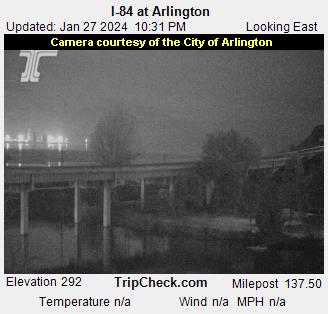 I-84 at Arlington
Updated: Jan 27 2024 10:31 PM Looking East
Camera courtesy of the City of Arlington
Elevation 292 TripCheck.com Milepost 137.50
Temperature n/a Wind n/a MPH n/a